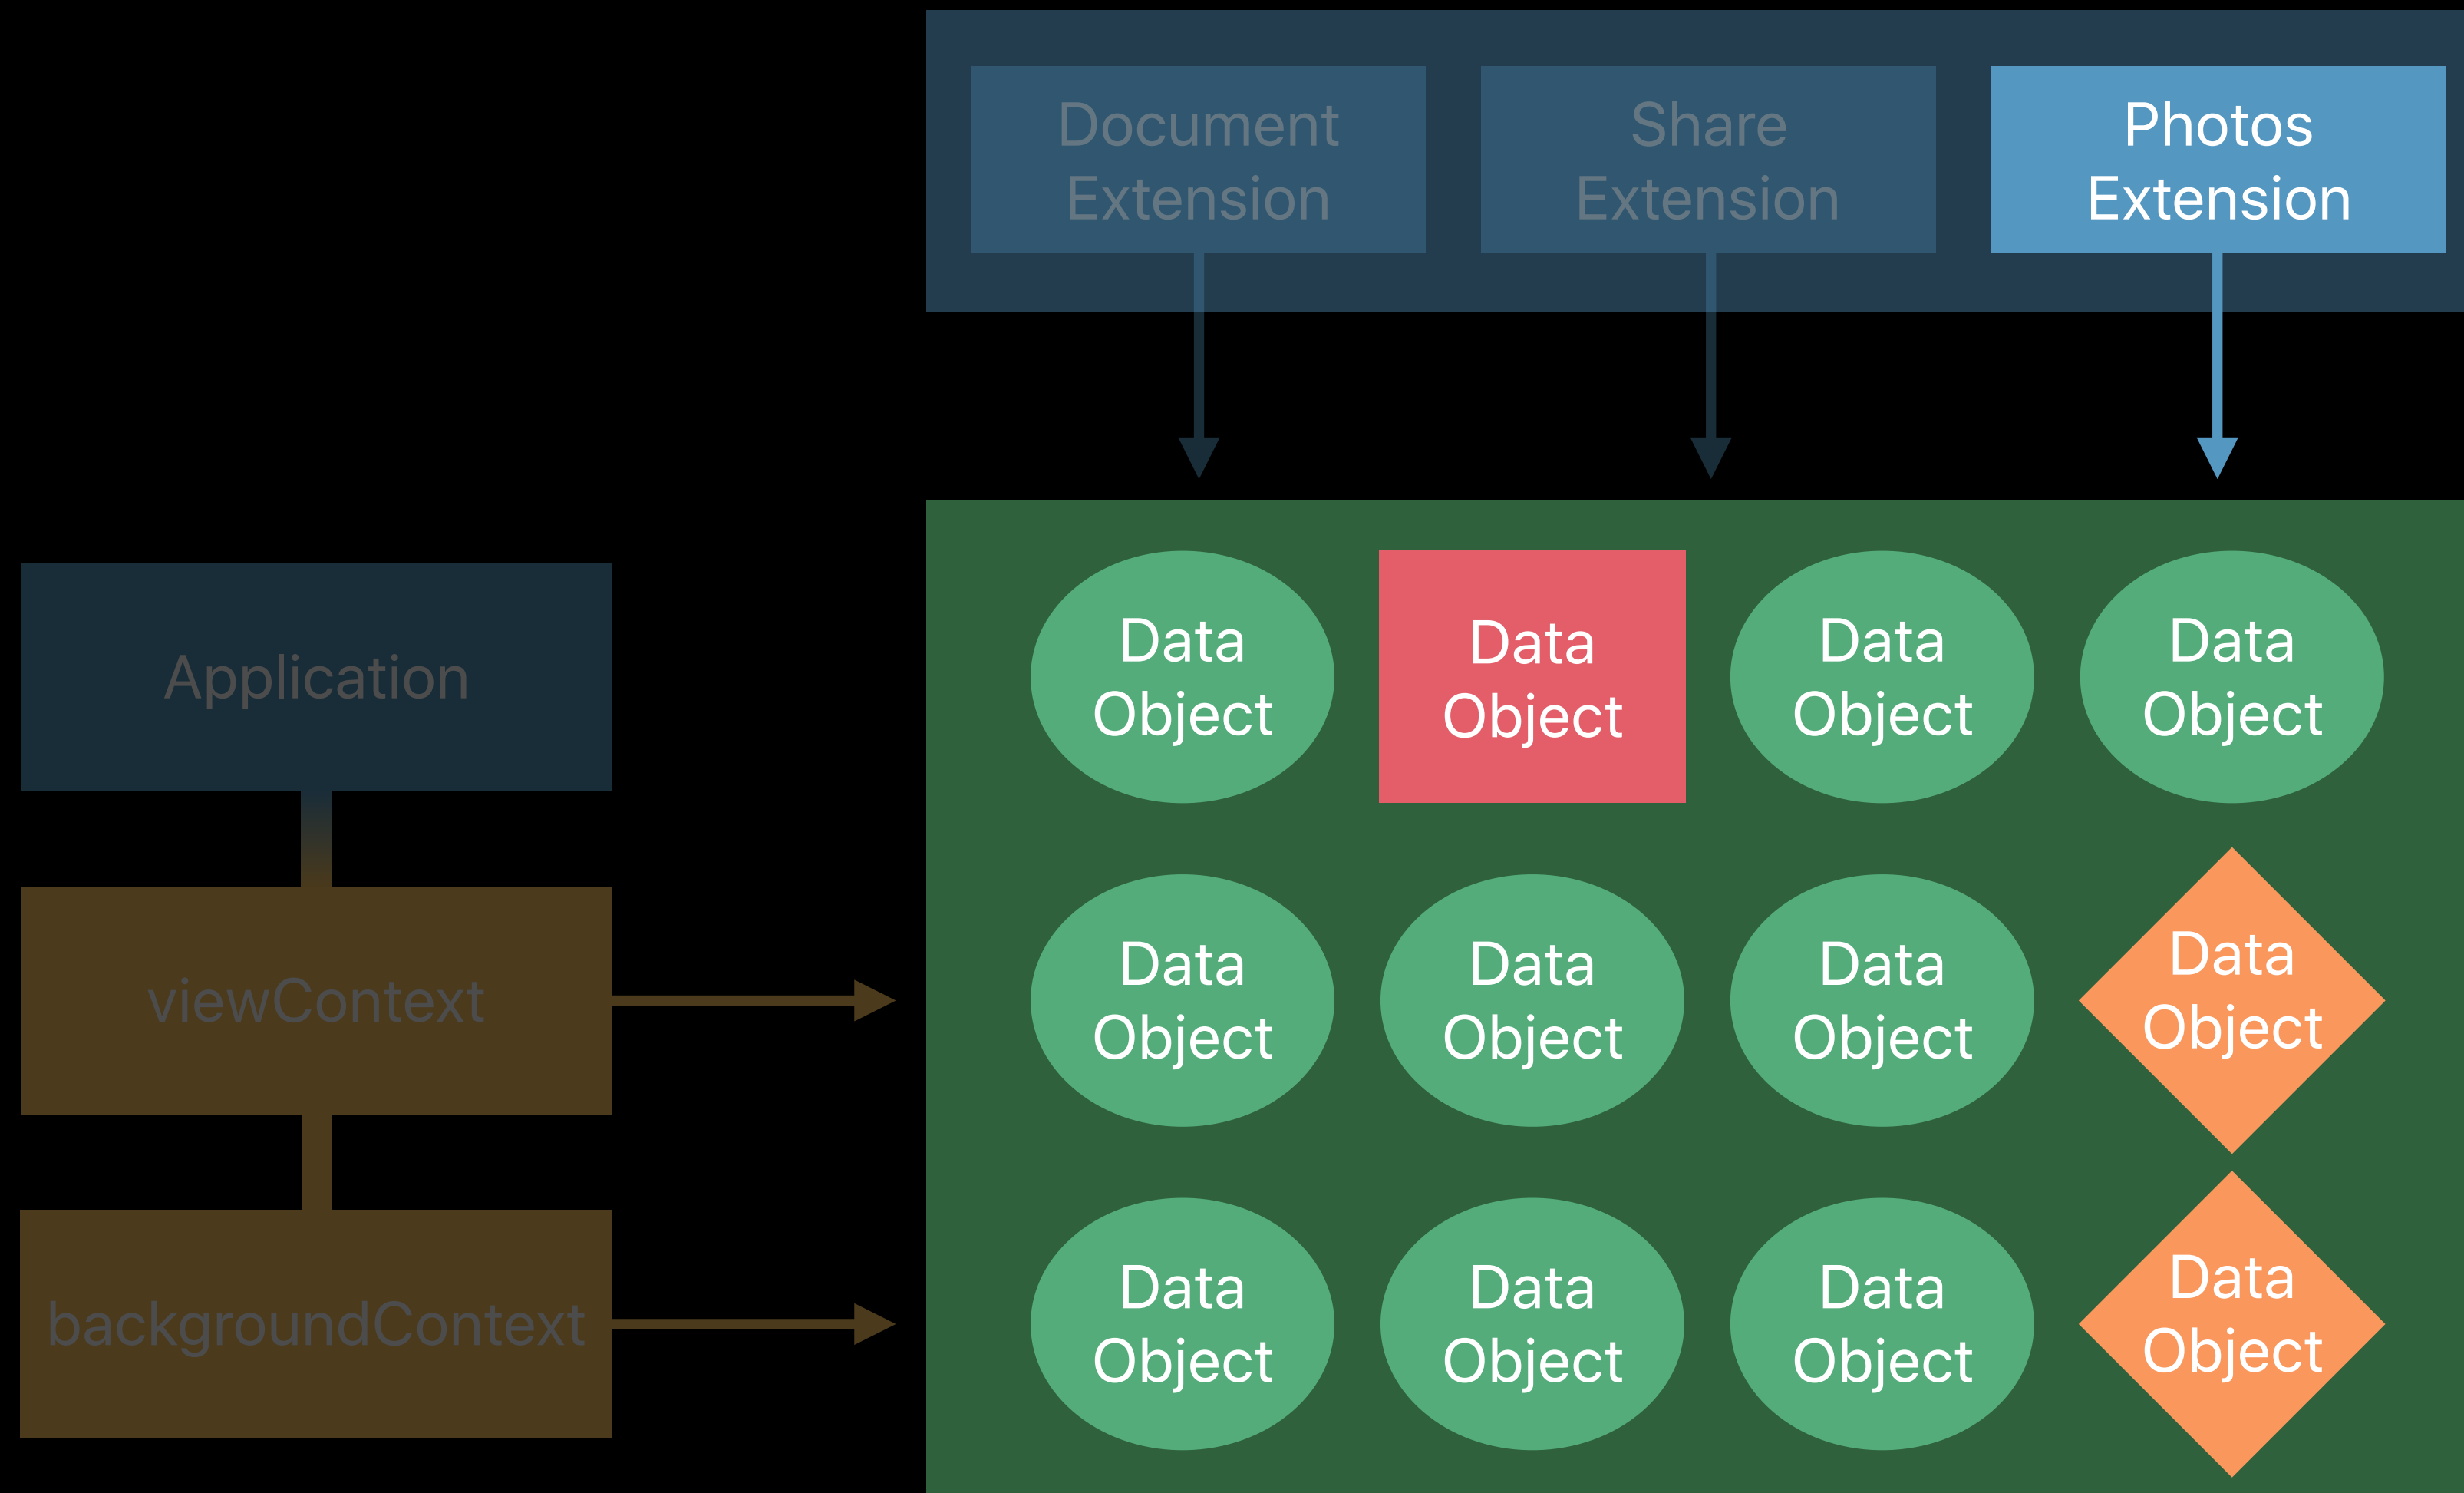 Document
Extension
Share
Extension
Photos
Extension
Application
viewContext
backgroundContext
Data
Object
Data
Object
Data
Object
Data
Object
Data
Object
Data
Object
Data
Object
Data
Object
Data
Object
Data
Object
Data
Object
Data
Object